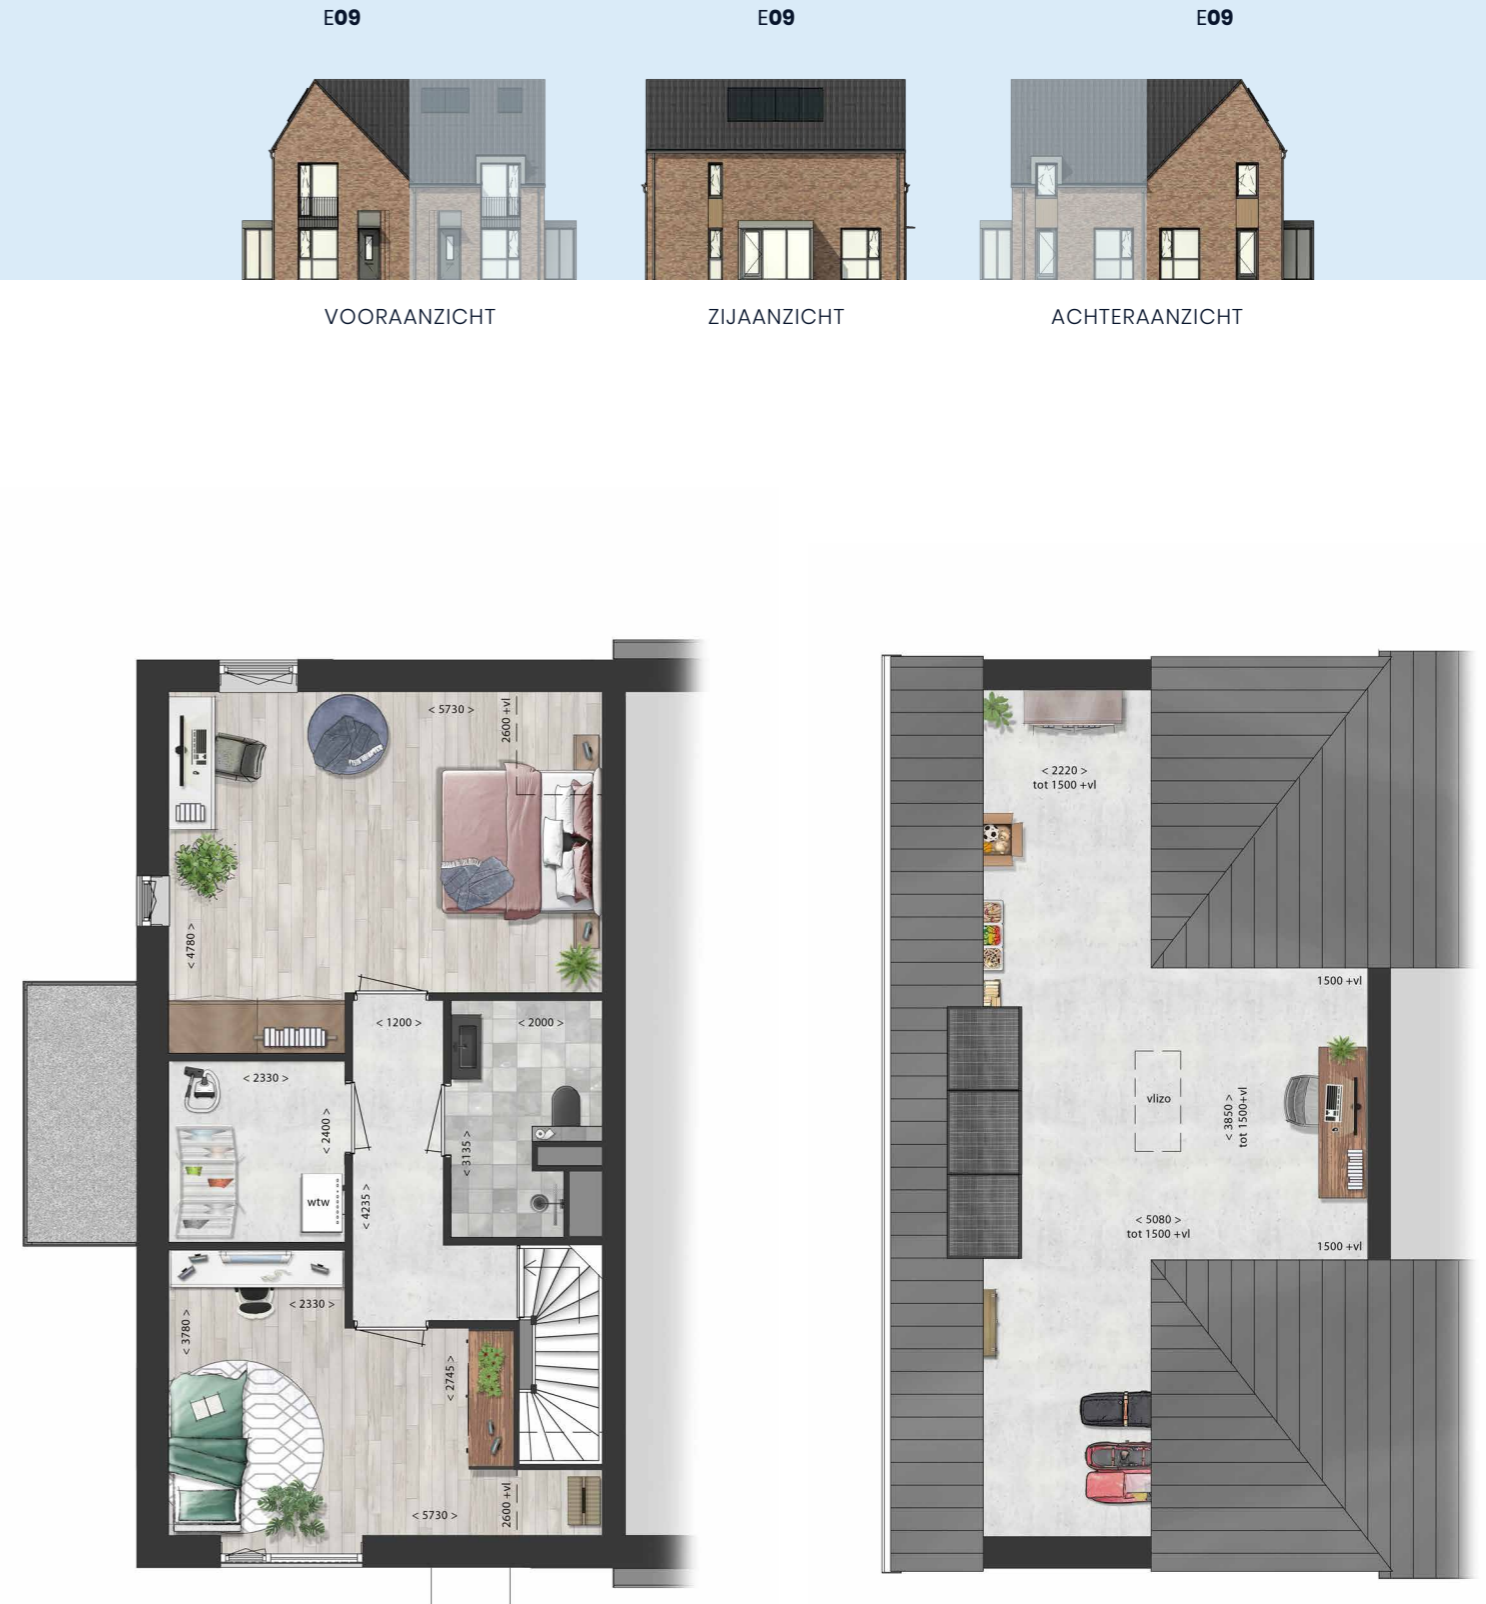 E09
E09
E09
VOORAANZICHT
ZIJAANZICHT
ACHTERAANZICHT
< 5730 >
2600 +vl
< 4780 >
< 1200 >
< 2000 >
< 2330 >
< 2400 >
< 3135 >
wtw
< 4235 >
< 2330 >
< 3780 >
< 2745 >
< 5730 >
2600 +vl
< 2220 >
tot 1500 +vl
1500 +vl
vlizo
< 3850 >
tot 1500+vl
< 5080 >
tot 1500 +vl
1500 +vl